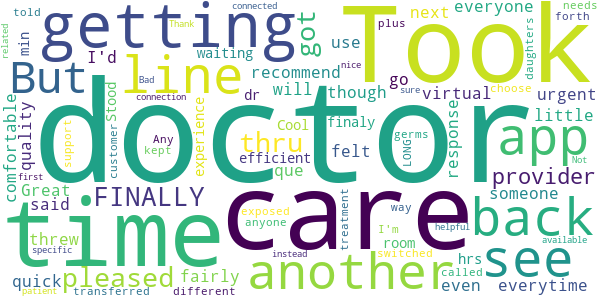 told
min
related
forth
needs
plus
connected
Thank
getting
Took
got
next
everyone
I'd
waiting
use
daughters
But
line
Bad
connection
nice
sure
choose
recommend
go
dr
will
though
virtual
urgent
comfortable
quality
Stood
customer
experience
Any
kept
Cool
finaly
germs
response
app
little
doctor
thru
efficient
felt
LONG
support
que
Not
first
Great
FINALLY
care
provider
someone
said
time
exposed
anyone
treatment
way
I'm
room
helpful
back
available
threw
switched
see
specific
quick
pleased
fairly
another
instead
called
hrs
patient
transferred
different
even
everytime